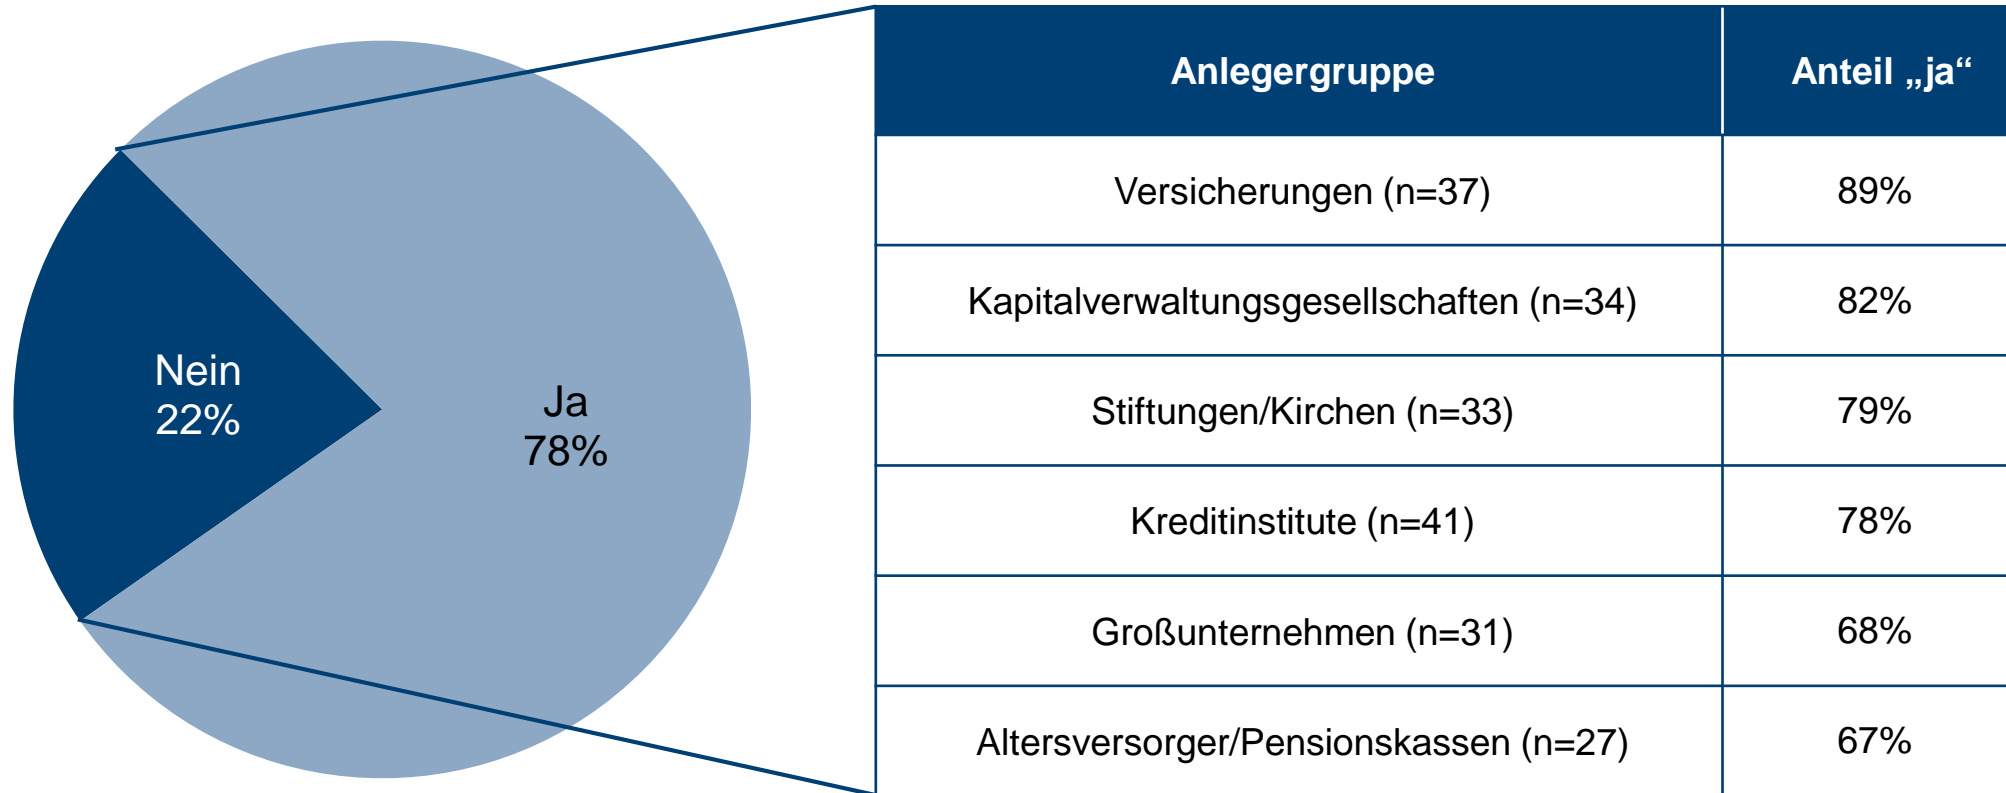 Nein
22%
Ja
78%
Anlegergruppe Anteil „ja“
Versicherungen (n=37) 89%
Kapitalverwaltungsgesellschaften (n=34) 82%
Stiftungen/Kirchen (n=33) 79%
Kreditinstitute (n=41) 78%
Großunternehmen (n=31) 68%
Altersversorger/Pensionskassen (n=27) 67%